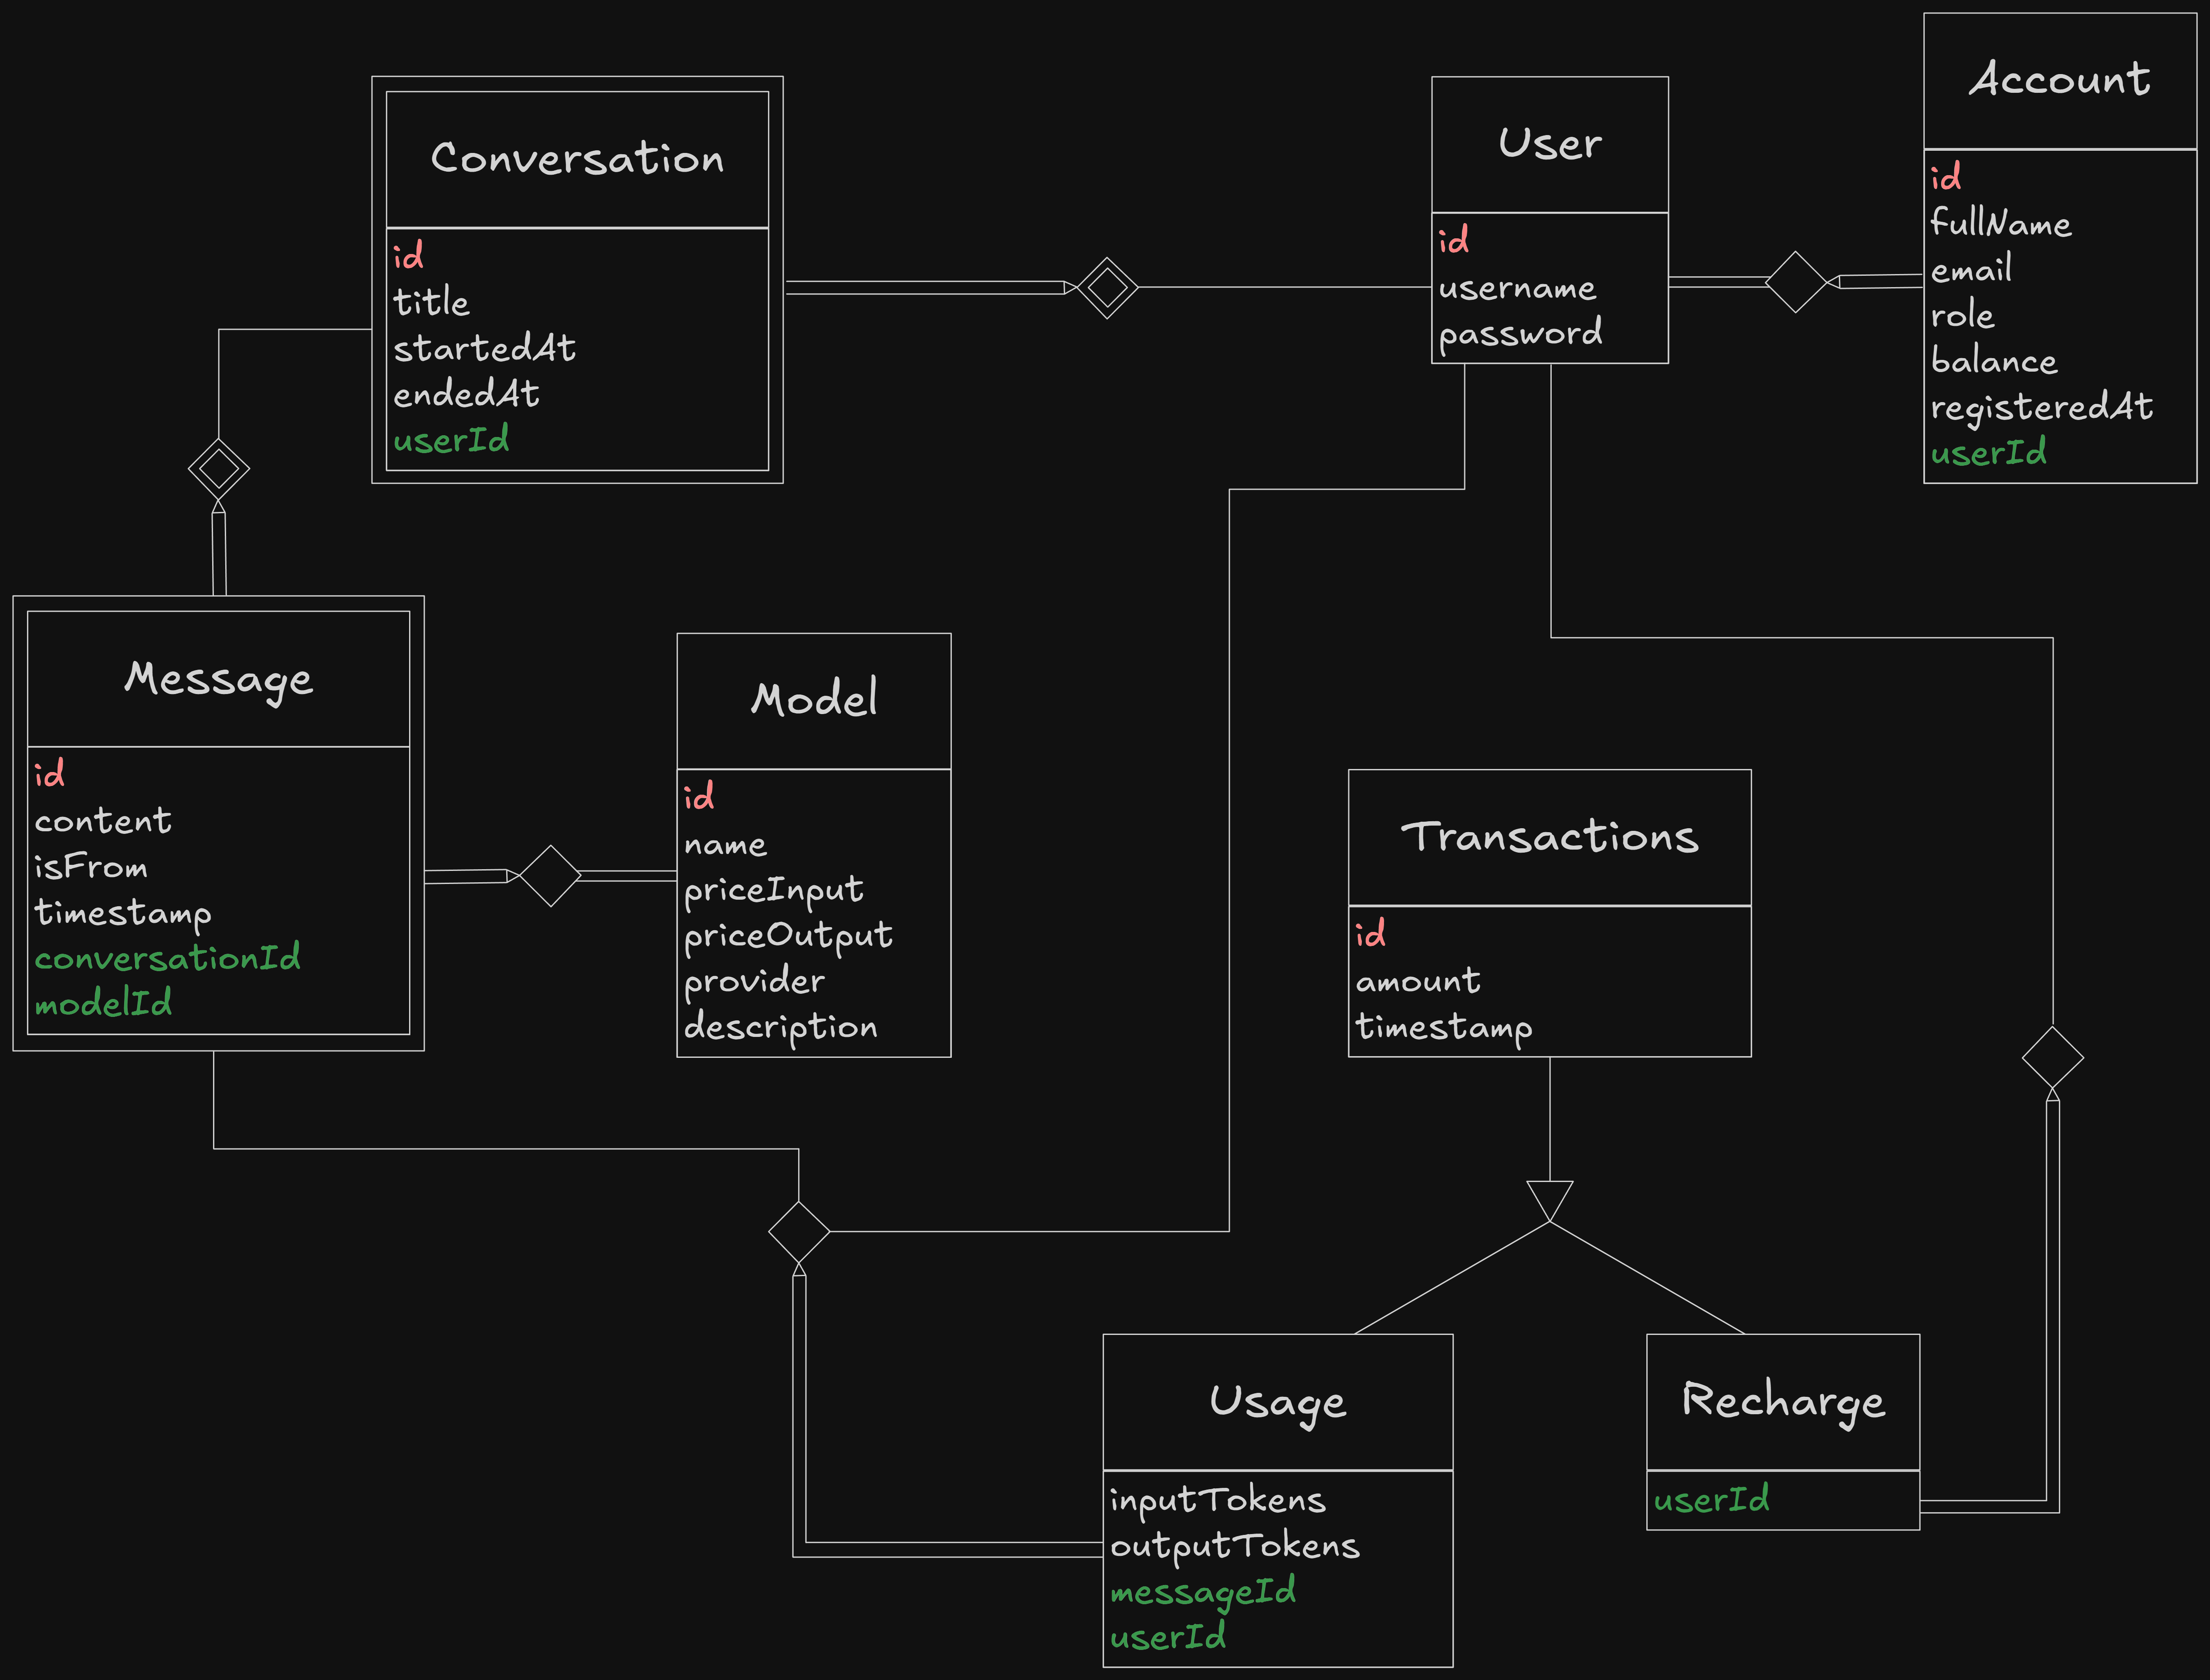 Conversation
id
title
startedAt
endedAt
userId
User
id
username
password
Account
id
fullName
email
role
balance
registeredAt
userId
Message
id
content
isFrom
timestamp
conversationId
modelId
Model
id
name
priceInput
priceOutput
provider
description
Transactions
id
amount
timestamp
Usage
inputTokens
outputTokens
messageId
userId
Recharge
userId